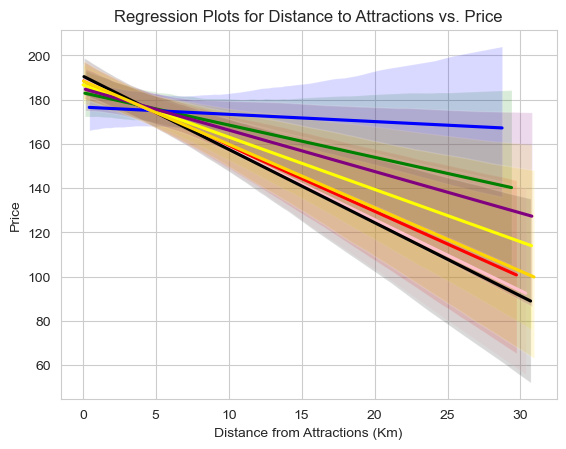 Regression Plots for Distance to Attractions vs. Price
200
180
160
140
120
100
80
60
Price
0 5 10 15 20 25 30
Distance from Attractions (Km)